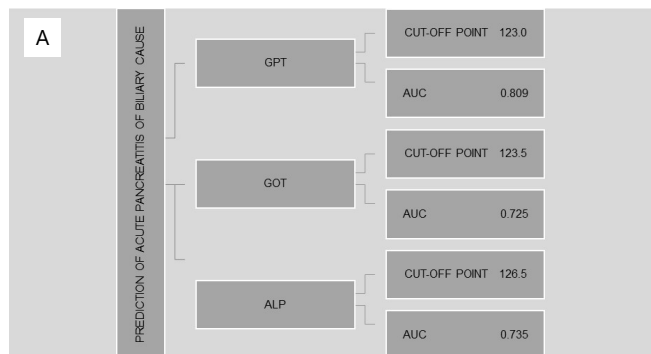 A
PREDICTION OF ACUTE PANCREATITIS OF BILIARY CAUSE
GPT
CUT-OFF POINT 123.0
AUC 0.809
GOT
CUT-OFF POINT 123.5
AUC 0.725
ALP
CUT-OFF POINT 126.5
AUC 0.735